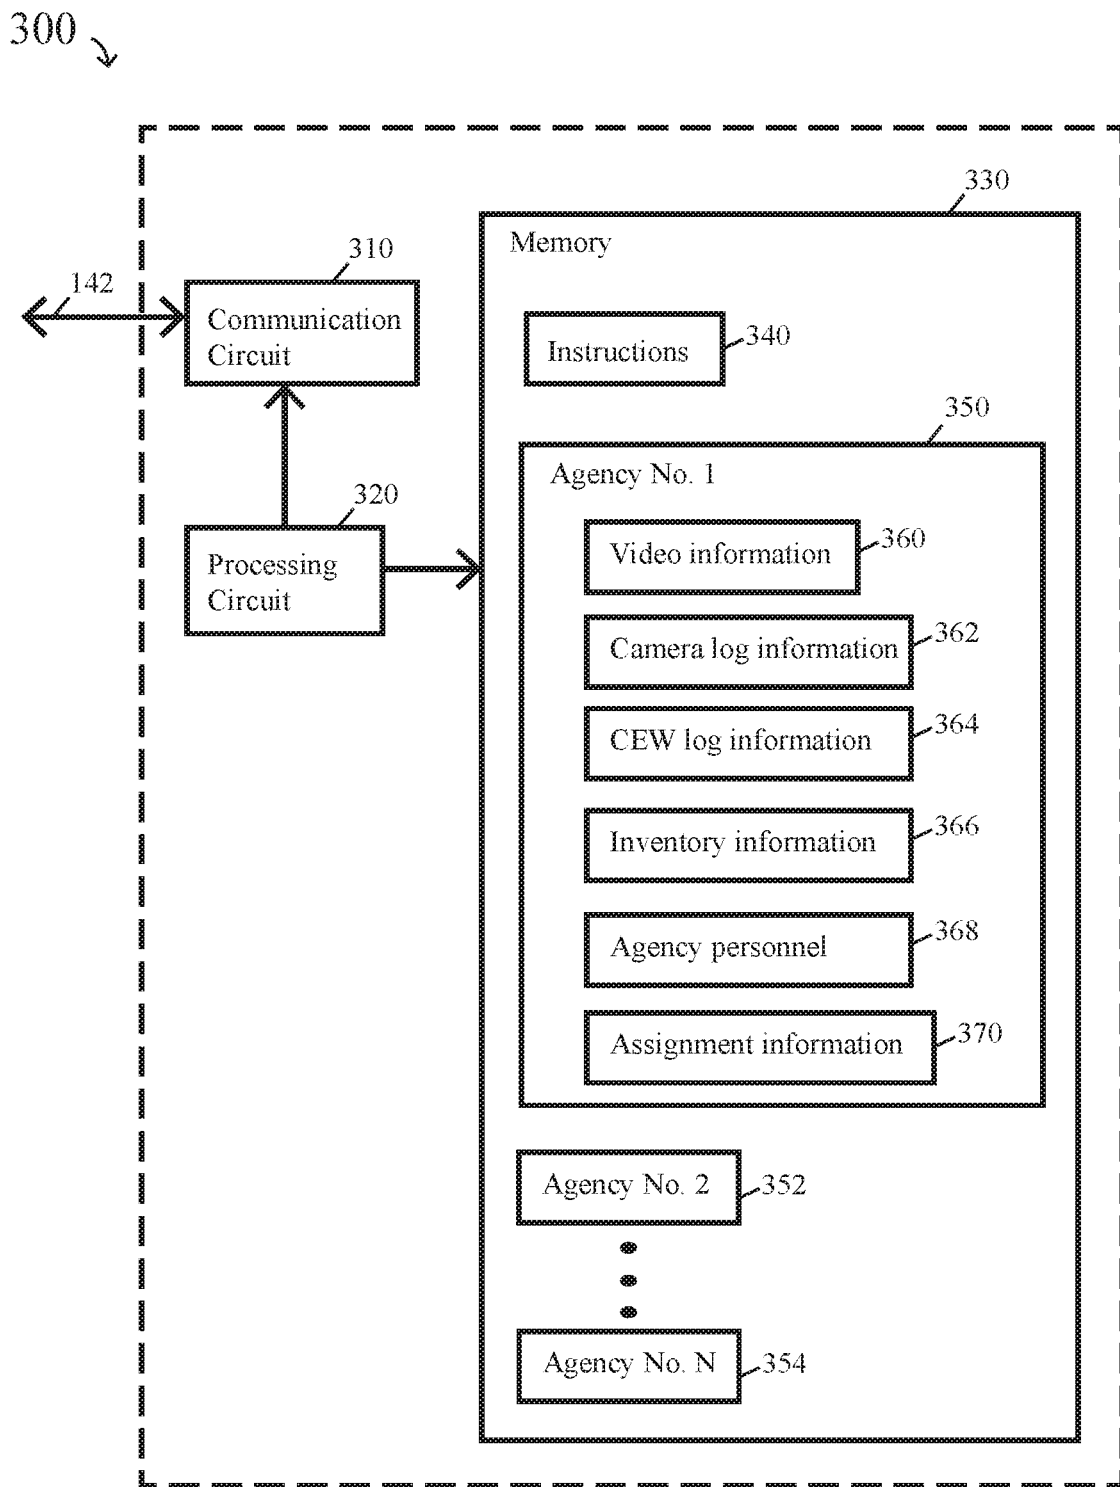 300
330
Memory
310
142
Communication
Circuit
Instructions
340
350
Agency No. 1
320
Processing
Circuit
Video information
360
Camera log information
362
CEW log information
364
Inventory information
366
Agency personnel
368
Assignment information
370
Agency No. 2
352
Agency No. N
354